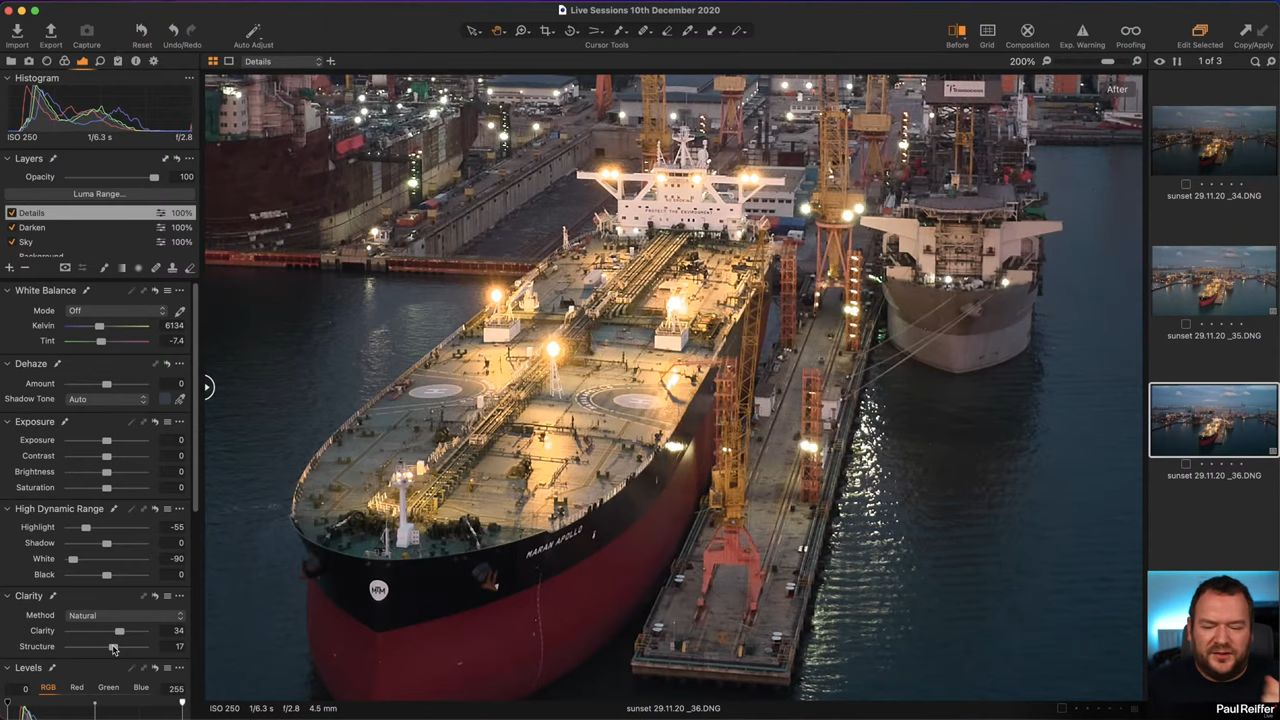 Live Sessions 10th December 2020
Import Export Capture Reset Undo/Redo Auto Adjust Cursor Tools Before Grid Composition Exp. Warning Proofing Edit Selected Copy/Apply
Details 200% 1 of 3
Histogram
ISO 250 1/6.3 s f/2.8
After
Layers
Opacity 100
Luma Range...
Details 100%
Darken 100%
Sky 100%
Background
White Balance
Mode Off
Kelvin 6134
Tint -7.4
Dehaze
Amount 0
Shadow Tone Auto
Exposure
Exposure 0
Contrast 0
Brightness 0
Saturation 0
High Dynamic Range
Highlight -55
Shadow 0
White -90
Black 0
Clarity
Method Natural
Clarity 34
Structure 17
Levels
0 RGB Red Green Blue 255
Transocean
NO SMOKING
PROTECT THE ENVIRONMENT
H
H
MARAN APOLLO
MTM
ISO 250 1/6.3 s f/2.8 4.5 mm
sunset 29.11.20 _36.DNG
sunset 29.11.20 _34.DNG
sunset 29.11.20 _35.DNG
sunset 29.11.20 _36.DNG
Paul Reiffer
Live